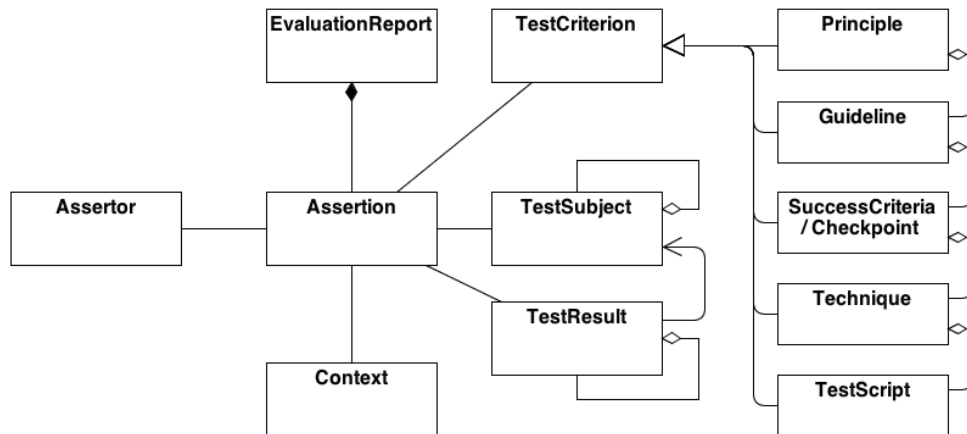 EvaluationReport
TestCriterion
Principle
Guideline
Assertor
Assertion
TestSubject
SuccessCriteria
/ Checkpoint
TestResult
Technique
Context
TestScript